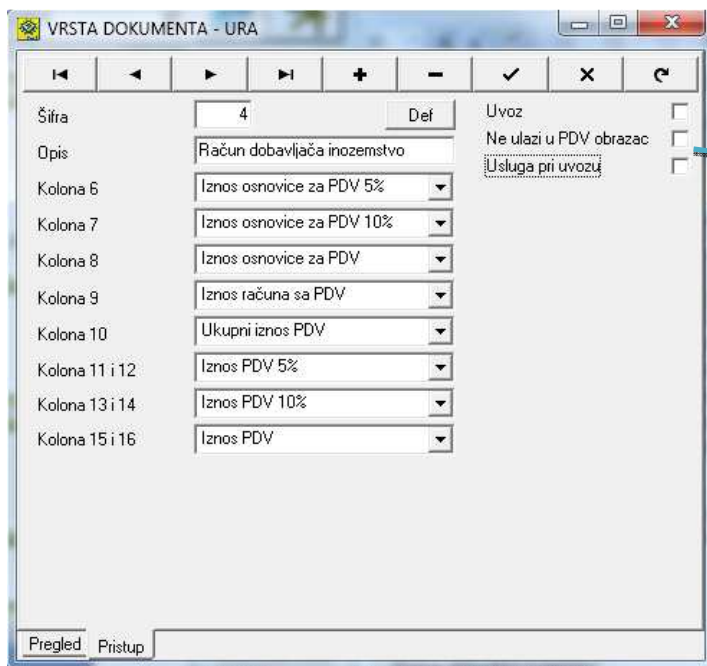 VRSTA DOKUMENTA - URA
Šifra 4 Def
Opis Račun dobavljača inozemstvo
Kolona 6 Iznos osnovice za PDV 5%
Kolona 7 Iznos osnovice za PDV 10%
Kolona 8 Iznos osnovice za PDV
Kolona 9 Iznos računa sa PDV
Kolona 10 Ukupni iznos PDV
Kolona 11 i 12 Iznos PDV 5%
Kolona 13 i 14 Iznos PDV 10%
Kolona 15 i 16 Iznos PDV
Uvoz
Ne ulazi u PDV obrazac
Usluga pri uvozu
Pregled Pristup